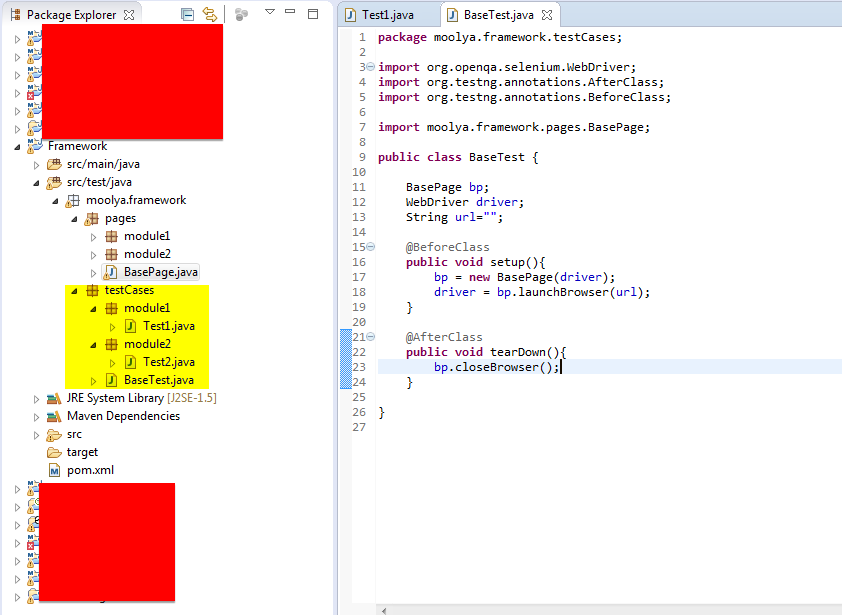 Package Explorer
Framework
src/main/java
src/test/java
moolya.framework
pages
module1
module2
BasePage.java
testCases
module1
Test1.java
module2
Test2.java
BaseTest.java
JRE System Library [J2SE-1.5]
Maven Dependencies
src
target
pom.xml
Test1.java BaseTest.java
1 package moolya.framework.testCases;
2
3 import org.openqa.selenium.WebDriver;
4 import org.testng.annotations.AfterClass;
5 import org.testng.annotations.BeforeClass;
6
7 import moolya.framework.pages.BasePage;
8
9 public class BaseTest {
10
11 BasePage bp;
12 WebDriver driver;
13 String url="";
14
15 @BeforeClass
16 public void setup(){
17 bp = new BasePage(driver);
18 driver = bp.launchBrowser(url);
19 }
20
21 @AfterClass
22 public void tearDown(){
23 bp.closeBrowser();
24 }
25
26 }
27